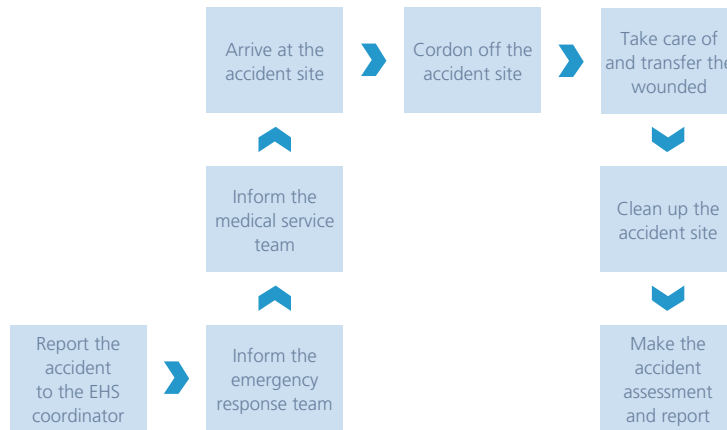 Arrive at the
accident site
Cordon off the
accident site
Take care of
and transfer the
wounded
Inform the
medical service
team
Clean up the
accident site
Report the
accident
to the EHS
coordinator
Inform the
emergency
response team
Make the
accident
assessment
and report